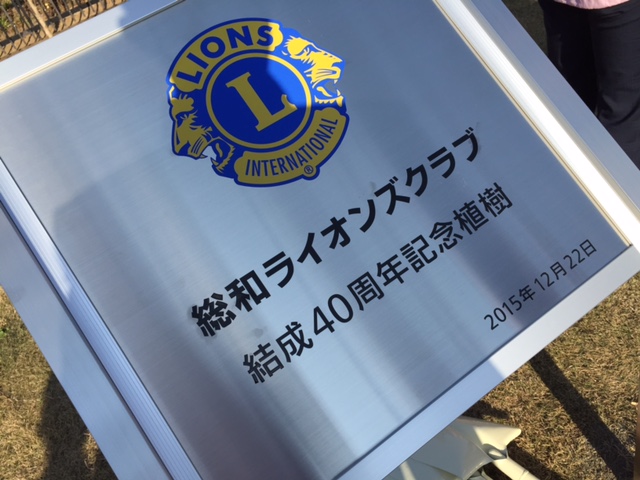 LIONS
L
INTERNATIONAL
®
総和ライオンズクラブ
結成40周年記念植樹
2015年12月22日